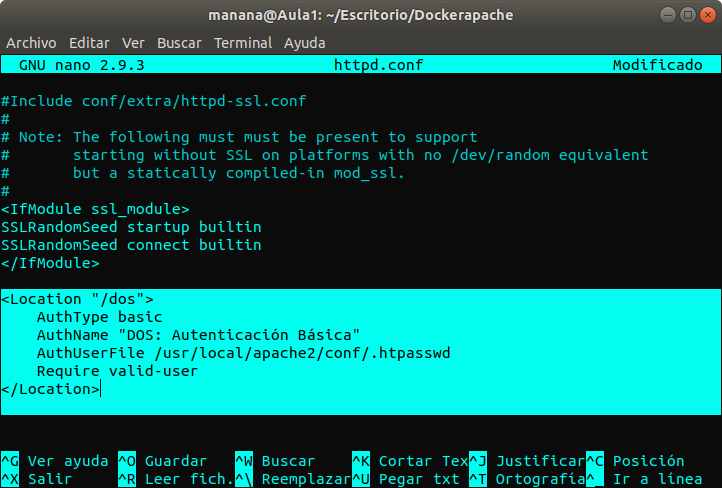 manana@Aula1: ~/Escritorio/Dockerapache
Archivo Editar Ver Buscar Terminal Ayuda
GNU nano 2.9.3 httpd.conf Modificado
#Include conf/extra/httpd-ssl.conf
#
# Note: The following must must be present to support
#       starting without SSL on platforms with no /dev/random equivalent
#       but a statically compiled-in mod_ssl.
#
<IfModule ssl_module>
SSLRandomSeed startup builtin
SSLRandomSeed connect builtin
</IfModule>
<Location "/dos">
    AuthType basic
    AuthName "DOS: Autenticación Básica"
    AuthUserFile /usr/local/apache2/conf/.htpasswd
    Require valid-user
</Location>
^G Ver ayuda ^O Guardar ^W Buscar ^K Cortar Tex^J Justificar^C Posición
^X Salir ^R Leer fich.^\ Reemplazar^U Pegar txt ^T Ortografía^_ Ir a línea